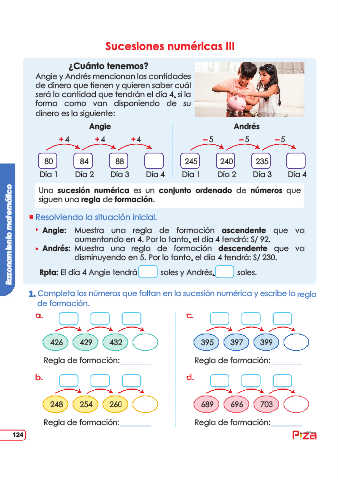 Sucesiones numéricas III
¿Cuánto tenemos?
Angie y Andrés mencionan las cantidades
de dinero que tienen y quieren saber cuál
será la cantidad que tendrán el día 4, si la
forma como van disponiendo de su
dinero es la siguiente:
Angie
+ 4 + 4 + 4
80 84 88
Día 1 Día 2 Día 3 Día 4
Andrés
– 5 – 5 – 5
245 240 235
Día 1 Día 2 Día 3 Día 4
Una sucesión numérica es un conjunto ordenado de números que
siguen una regla de formación.
Resolviendo la situación inicial.
• Angie: Muestra una regla de formación ascendente que va
aumentando en 4. Por lo tanto, el día 4 tendrá: S/ 92.
• Andrés: Muestra una regla de formación descendente que va
disminuyendo en 5. Por lo tanto, el día 4 tendrá: S/ 230.
Rpta: El día 4 Angie tendrá soles y Andrés, soles.
1. Completa los números que faltan en la sucesión numérica y escribe la regla
de formación.
a.
426 429 432
Regla de formación:
c.
395 397 399
Regla de formación:
b.
248 254 260
Regla de formación:
d.
689 696 703
Regla de formación:
Razonamiento matemático
124